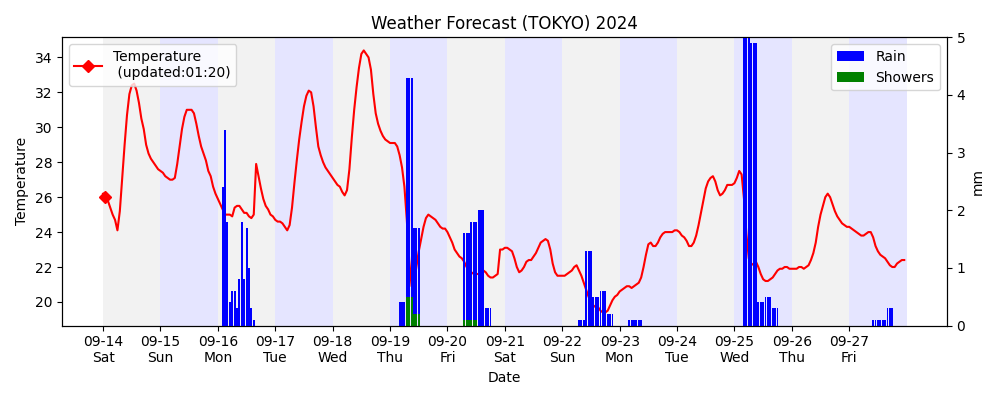 Weather Forecast (TOKYO) 2024
Temperature
(updated:01:20)
Rain
Showers
34
32
30
28
26
24
22
20
Temperature
5
4
3
2
1
0
mm
09-14 09-15 09-16 09-17 09-18 09-19 09-20 09-21 09-22 09-23 09-24 09-25 09-26 09-27
Sat Sun Mon Tue Wed Thu Fri Sat Sun Mon Tue Wed Thu Fri
Date